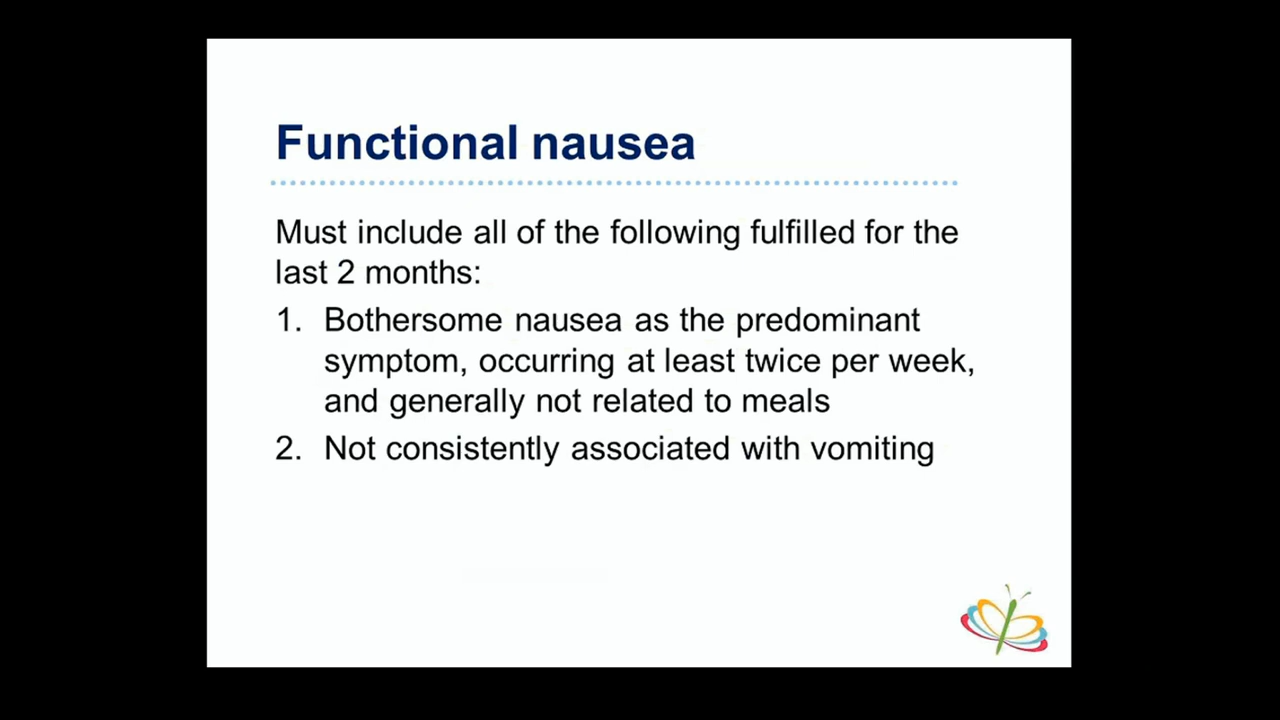 Functional nausea
Must include all of the following fulfilled for the
last 2 months:
1. Bothersome nausea as the predominant
symptom, occurring at least twice per week,
and generally not related to meals
2. Not consistently associated with vomiting